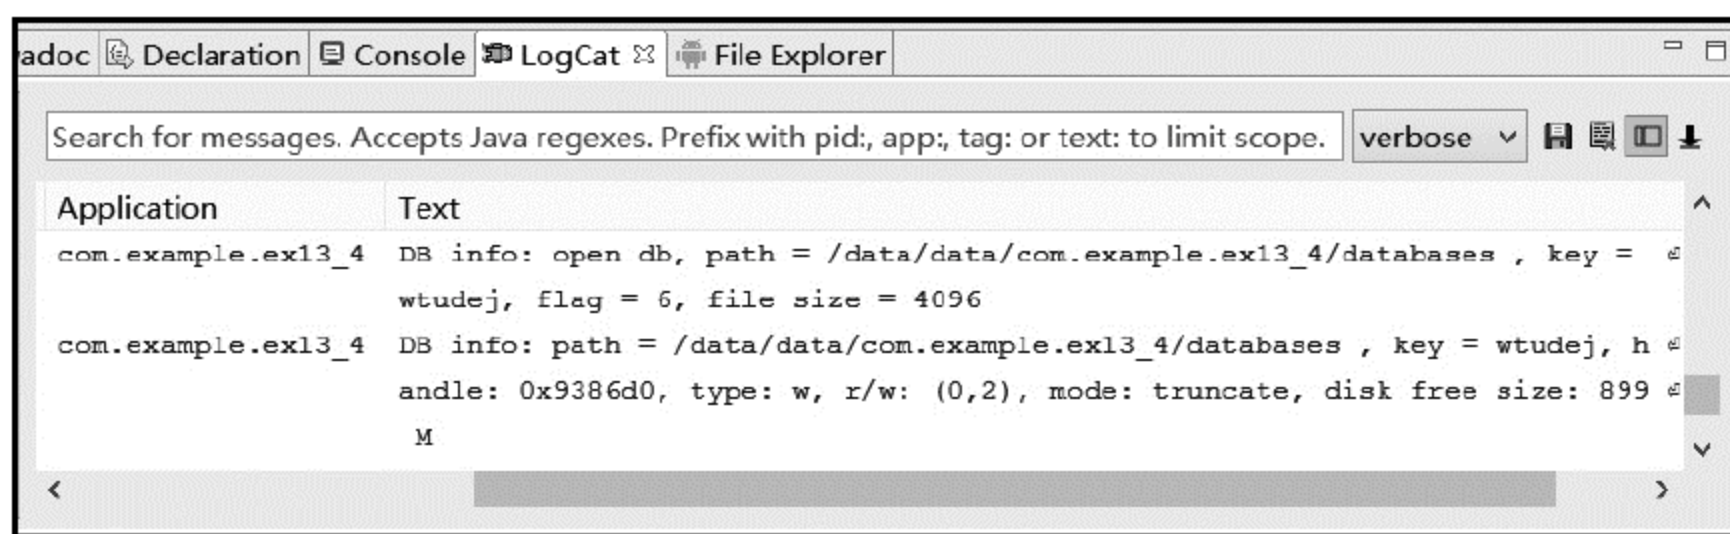 adoc Declaration Console LogCat File Explorer
Search for messages. Accepts Java regexes. Prefix with pid:, app:, tag: or text: to limit scope. verbose
Application Text
com.example.ex13_4 DB info: open db, path = /data/data/com.example.ex13_4/databases , key =
wtudej, flag = 6, file size = 4096
com.example.ex13_4 DB info: path = /data/data/com.example.ex13_4/databases , key = wtudej, h
andle: 0x9386d0, type: w, r/w: (0,2), mode: truncate, disk free size: 899
M